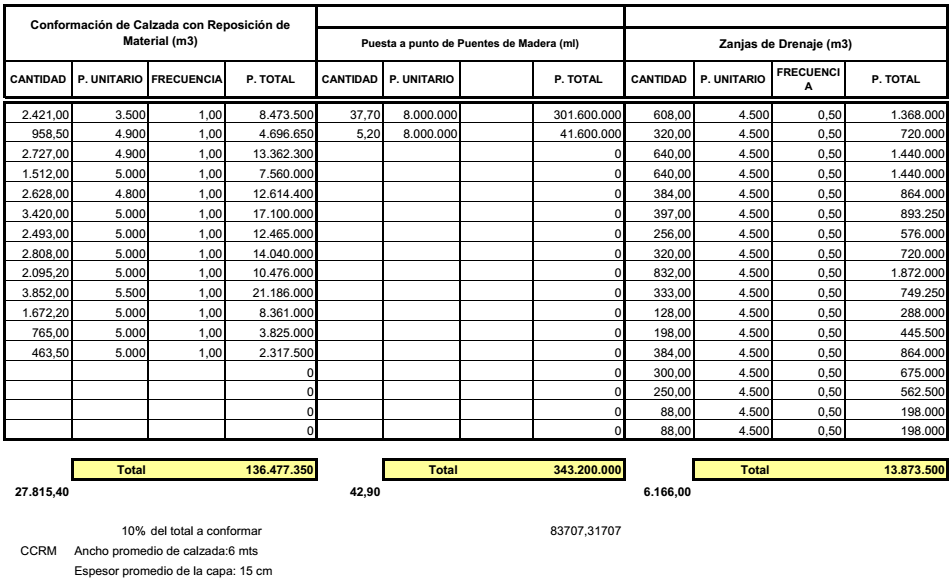 Conformación de Calzada con Reposición de
Material (m3)
Puesta a punto de Puentes de Madera (ml)
Zanjas de Drenaje (m3)
CANTIDAD P. UNITARIO FRECUENCIA P. TOTAL CANTIDAD P. UNITARIO P. TOTAL CANTIDAD P. UNITARIO FRECUENCI
A P. TOTAL
2.421,00 3.500 1,00 8.473.500 37,70 8.000.000 301.600.000 608,00 4.500 0,50 1.368.000
958,50 4.900 1,00 4.696.650 5,20 8.000.000 41.600.000 320,00 4.500 0,50 720.000
2.727,00 4.900 1,00 13.362.300 0 640,00 4.500 0,50 1.440.000
1.512,00 5.000 1,00 7.560.000 0 640,00 4.500 0,50 1.440.000
2.628,00 4.800 1,00 12.614.400 0 384,00 4.500 0,50 864.000
3.420,00 5.000 1,00 17.100.000 0 397,00 4.500 0,50 893.250
2.493,00 5.000 1,00 12.465.000 0 256,00 4.500 0,50 576.000
2.808,00 5.000 1,00 14.040.000 0 320,00 4.500 0,50 720.000
2.095,20 5.000 1,00 10.476.000 0 832,00 4.500 0,50 1.872.000
3.852,00 5.500 1,00 21.186.000 0 333,00 4.500 0,50 749.250
1.672,20 5.000 1,00 8.361.000 0 128,00 4.500 0,50 288.000
765,00 5.000 1,00 3.825.000 0 198,00 4.500 0,50 445.500
463,50 5.000 1,00 2.317.500 0 384,00 4.500 0,50 864.000
0 0 300,00 4.500 0,50 675.000
0 0 250,00 4.500 0,50 562.500
0 0 88,00 4.500 0,50 198.000
0 0 88,00 4.500 0,50 198.000
Total 136.477.350 Total 343.200.000 Total 13.873.500
27.815,40 42,90 6.166,00
10% del total a conformar 83707,31707
CCRM Ancho promedio de calzada:6 mts
Espesor promedio de la capa: 15 cm